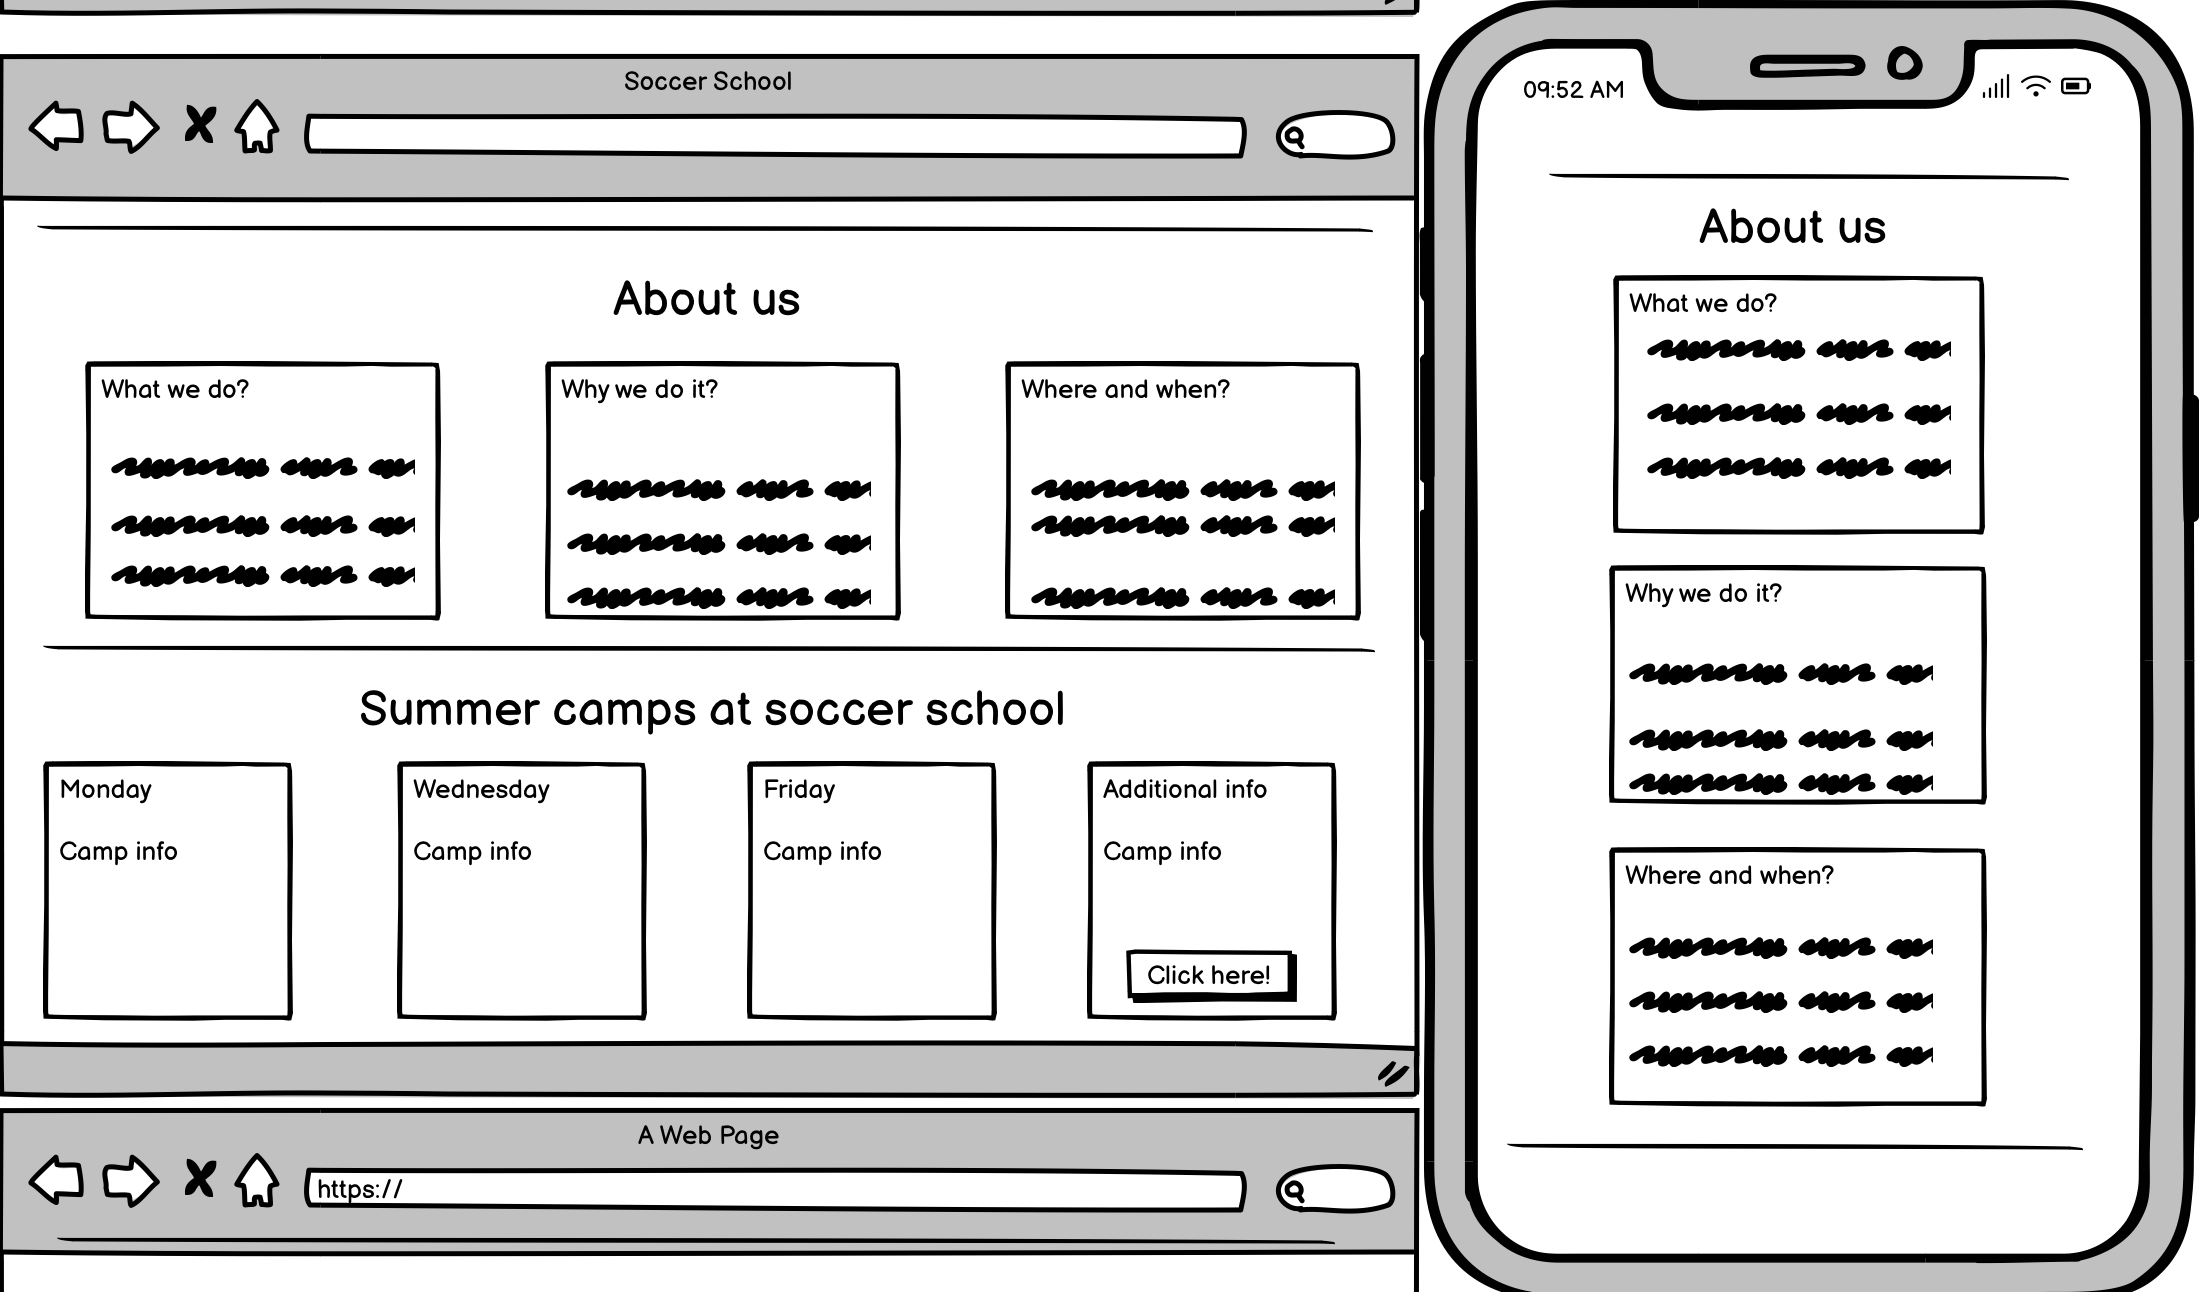 Soccer School
About us
What we do?
Why we do it?
Where and when?
Summer camps at soccer school
Monday
Camp info
Wednesday
Camp info
Friday
Camp info
Additional info
Camp info
Click here!
A Web Page
https://
09:52 AM
About us
What we do?
Why we do it?
Where and when?